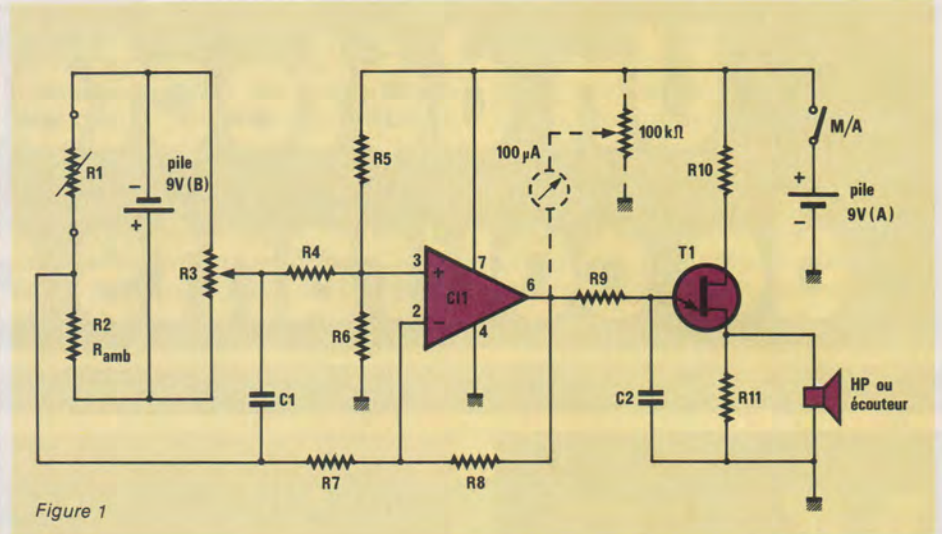 R1
pile
9V (B)
−
+
R2
R_amb
R3
R4
R5
R6
C1
R7
R8
3
+
2
−
CI1
7
6
4
100 µA
100 kΩ
R9
C2
T1
R10
R11
M/A
+
pile
−
9V (A)
HP ou
écouteur
Figure 1